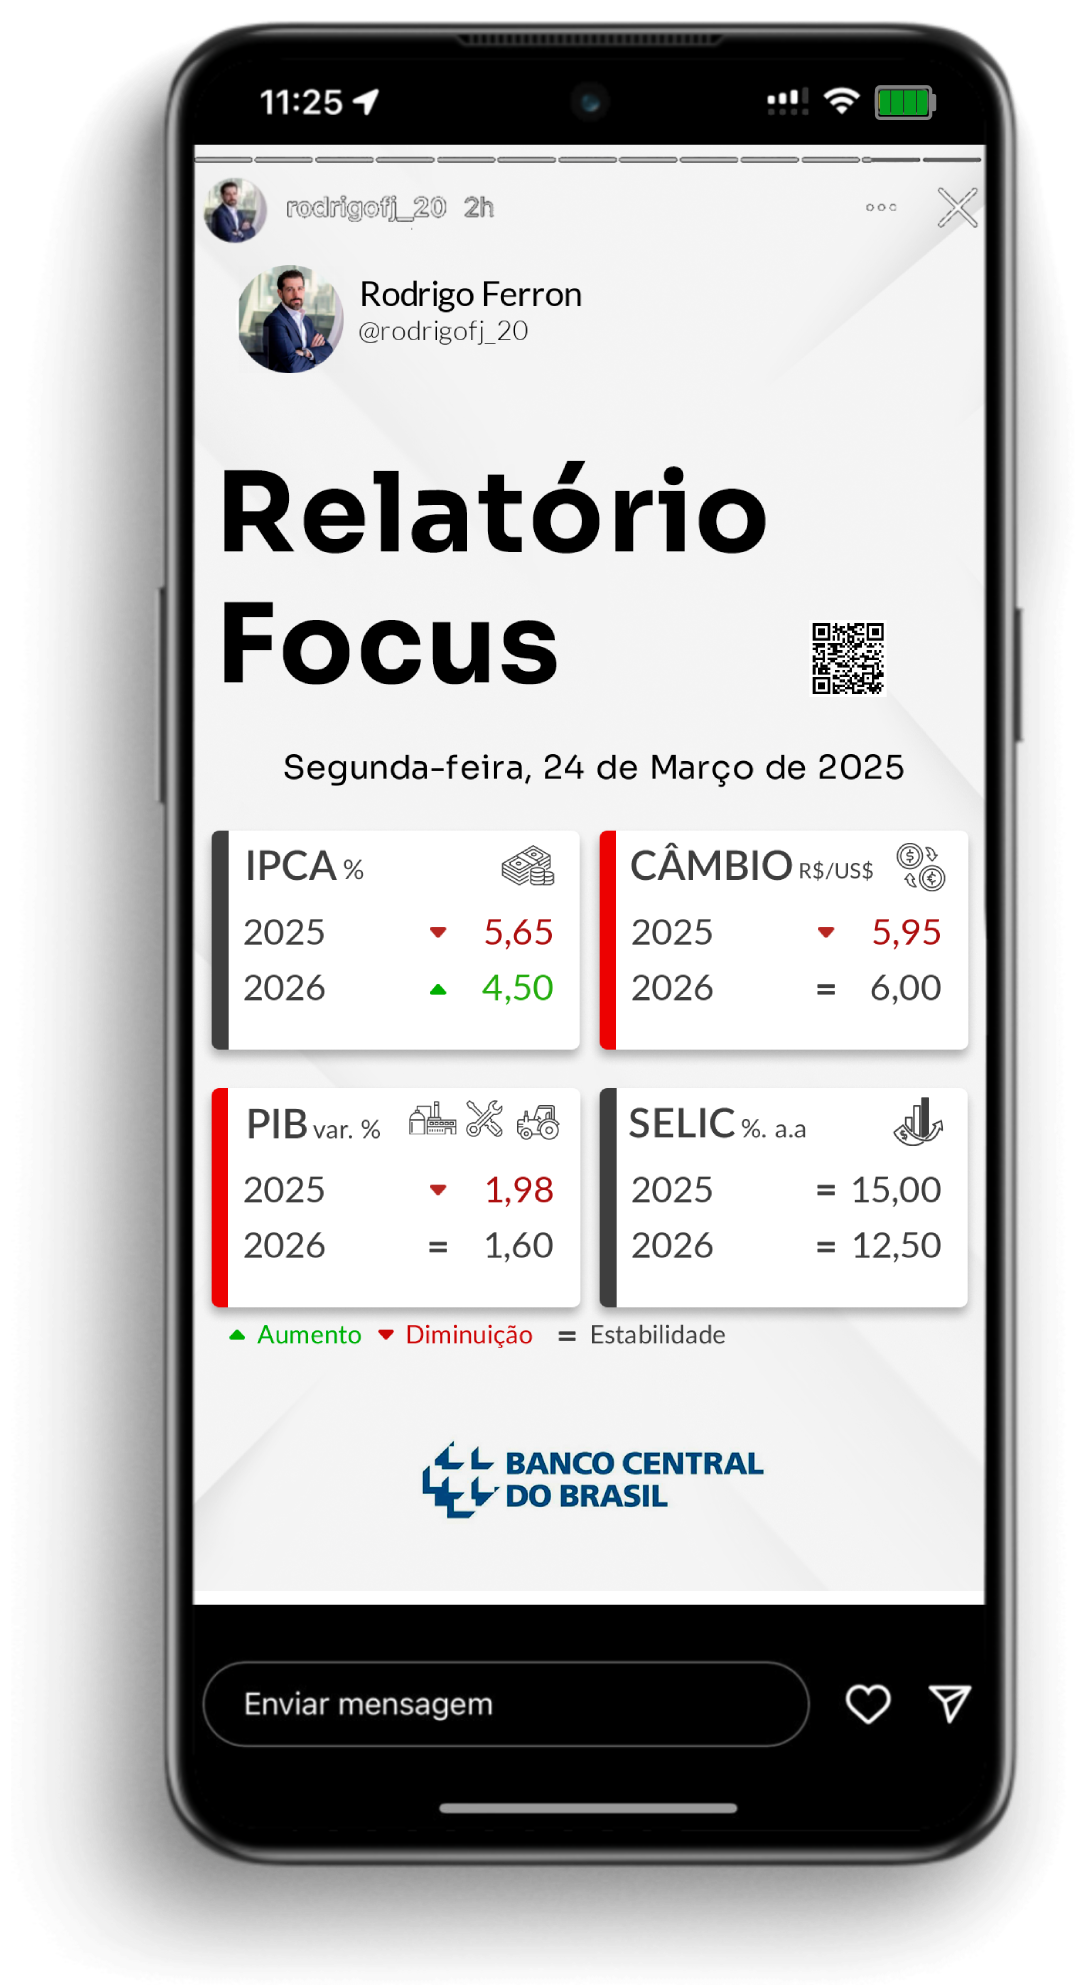 11:25
rodrigofj_20 2h
Rodrigo Ferron
@rodrigofj_20
Relatório
Focus
Segunda-feira, 24 de Março de 2025
IPCA %
2025 ▼ 5,65
2026 ▲ 4,50
CÂMBIO R$/US$
2025 ▼ 5,95
2026 = 6,00
PIB var. %
2025 ▼ 1,98
2026 = 1,60
SELIC %. a.a
2025 = 15,00
2026 = 12,50
▲ Aumento ▼ Diminuição = Estabilidade
BANCO CENTRAL
DO BRASIL
Enviar mensagem